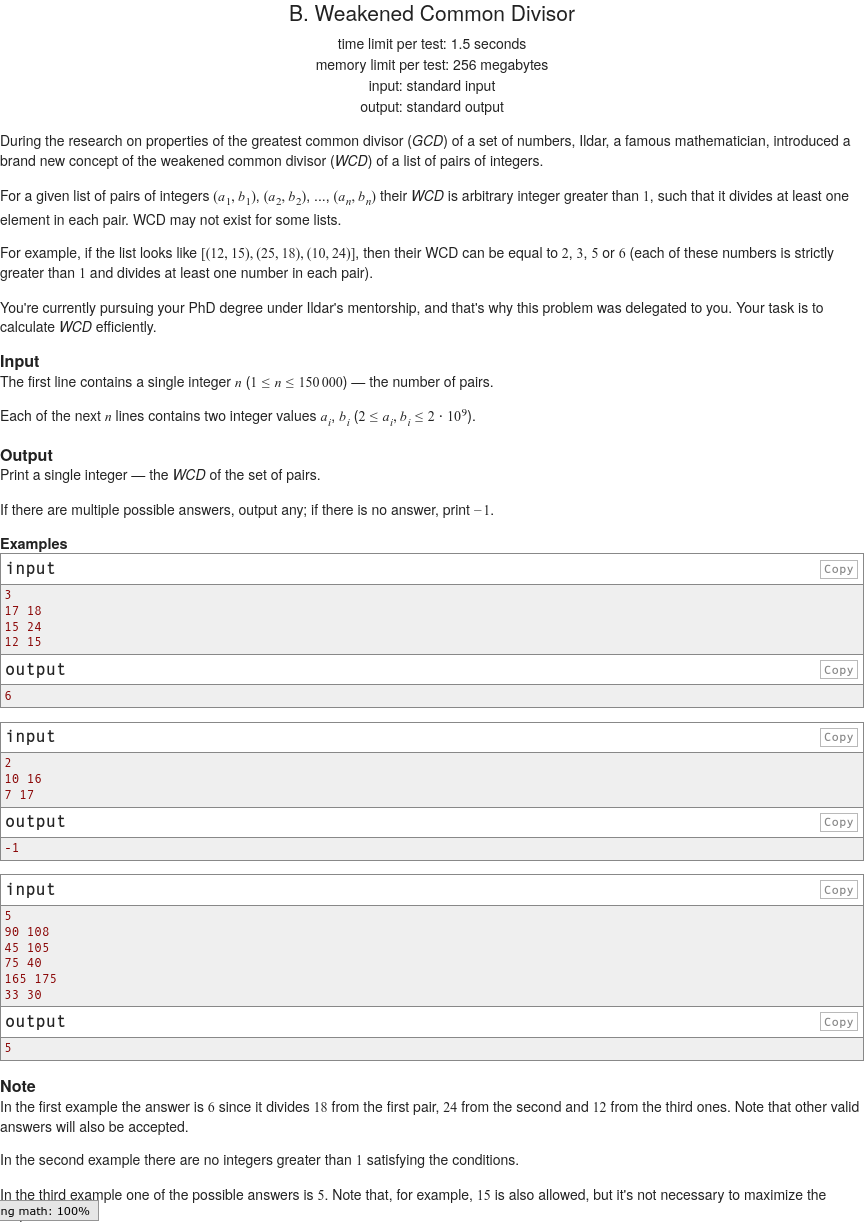 B. Weakened Common Divisor
time limit per test: 1.5 seconds
memory limit per test: 256 megabytes
input: standard input
output: standard output
During the research on properties of the greatest common divisor (GCD) of a set of numbers, Ildar, a famous mathematician, introduced a
brand new concept of the weakened common divisor (WCD) of a list of pairs of integers.
For a given list of pairs of integers (a1, b1), (a2, b2), ..., (an, bn) their WCD is arbitrary integer greater than 1, such that it divides at least one
element in each pair. WCD may not exist for some lists.
For example, if the list looks like [(12, 15), (25, 18), (10, 24)], then their WCD can be equal to 2, 3, 5 or 6 (each of these numbers is strictly
greater than 1 and divides at least one number in each pair).
You're currently pursuing your PhD degree under Ildar's mentorship, and that's why this problem was delegated to you. Your task is to
calculate WCD efficiently.
Input
The first line contains a single integer n (1 ≤ n ≤ 150 000) — the number of pairs.
Each of the next n lines contains two integer values ai, bi (2 ≤ ai, bi ≤ 2 · 10^9).
Output
Print a single integer — the WCD of the set of pairs.
If there are multiple possible answers, output any; if there is no answer, print −1.
Examples
input Copy
3
17 18
15 24
12 15
output Copy
6
input Copy
2
10 16
7 17
output Copy
-1
input Copy
5
90 108
45 105
75 40
165 175
33 30
output Copy
5
Note
In the first example the answer is 6 since it divides 18 from the first pair, 24 from the second and 12 from the third ones. Note that other valid
answers will also be accepted.
In the second example there are no integers greater than 1 satisfying the conditions.
In the third example one of the possible answers is 5. Note that, for example, 15 is also allowed, but it's not necessary to maximize the
ng math: 100%